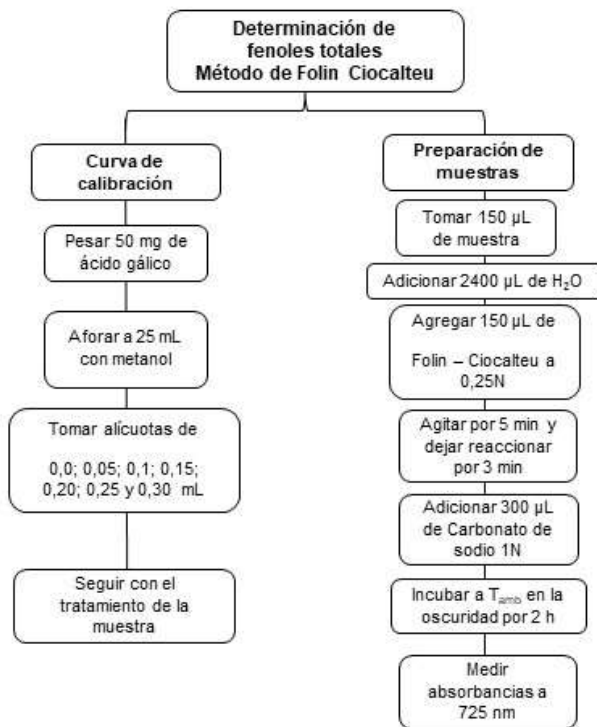 Determinación de
fenoles totales
Método de Folin Ciocalteu
Curva de
calibración
Pesar 50 mg de
ácido gálico
Aforar a 25 mL
con metanol
Tomar alícuotas de
0,0; 0,05; 0,1; 0,15;
0,20; 0,25 y 0,30 mL
Seguir con el
tratamiento de la
muestra
Preparación de
muestras
Tomar 150 µL
de muestra
Adicionar 2400 µL de H₂O
Agregar 150 µL de
Folin – Ciocalteu a
0,25N
Agitar por 5 min y
dejar reaccionar
por 3 min
Adicionar 300 µL
de Carbonato de
sodio 1N
Incubar a Tamb en la
oscuridad por 2 h
Medir
absorbancias a
725 nm